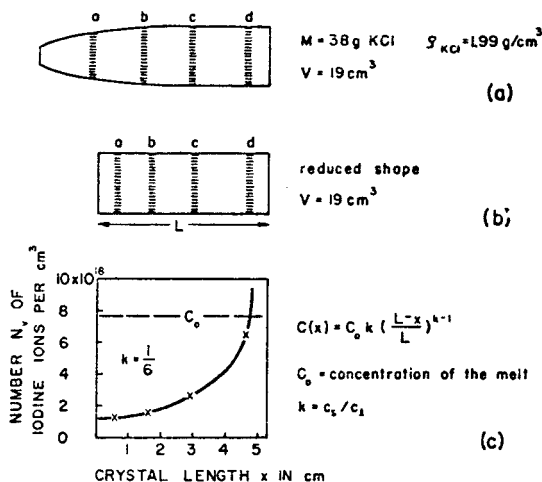 a b c d
M = 38 g KCl ρ KCl = 1.99 g/cm³
V = 19 cm³
(a)
a b c d
reduced shape
V = 19 cm³
(b)
L
10 x 10¹⁸
8
6
4
2
0
NUMBER Nᵥ OF
IODINE IONS PER cm³
C₀
k = 1/6
C(x) = C₀ k (L-x / L)ᵏ⁻¹
C₀ = concentration of the melt
k = cₛ/cₗ
(c)
0 1 2 3 4 5
CRYSTAL LENGTH x IN cm